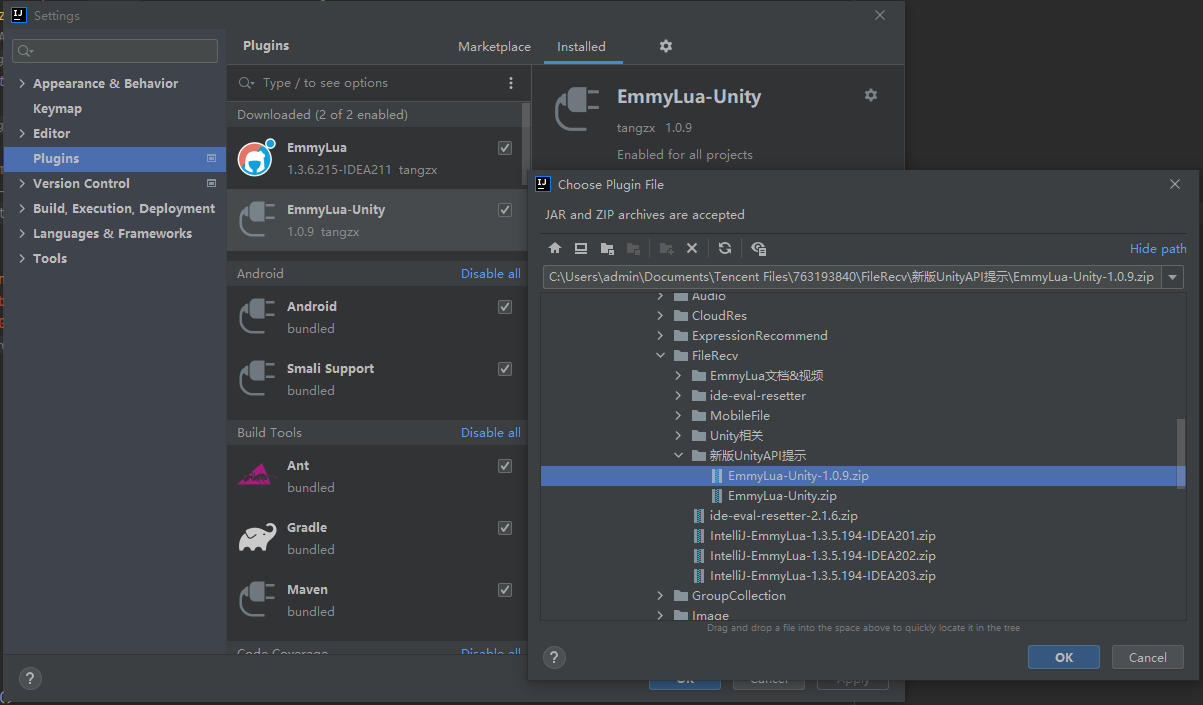 Settings
Appearance & Behavior
Keymap
Editor
Plugins
Version Control
Build, Execution, Deployment
Languages & Frameworks
Tools
Plugins
Marketplace
Installed
Type / to see options
Downloaded (2 of 2 enabled)
EmmyLua
1.3.6.215-IDEA211 tangzx
EmmyLua-Unity
1.0.9 tangzx
Android
Disable all
Android
bundled
Smali Support
bundled
Build Tools
Disable all
Ant
bundled
Gradle
bundled
Maven
bundled
Code Coverage
Disable all
EmmyLua-Unity
tangzx 1.0.9
Enabled for all projects
OK
Cancel
Apply
Choose Plugin File
JAR and ZIP archives are accepted
Hide path
C:\Users\admin\Documents\Tencent Files\763193840\FileRecv\新版UnityAPI提示\EmmyLua-Unity-1.0.9.zip
Audio
CloudRes
ExpressionRecommend
FileRecv
EmmyLua文档&视频
ide-eval-resetter
MobileFile
Unity相关
新版UnityAPI提示
EmmyLua-Unity-1.0.9.zip
EmmyLua-Unity.zip
ide-eval-resetter-2.1.6.zip
IntelliJ-EmmyLua-1.3.5.194-IDEA201.zip
IntelliJ-EmmyLua-1.3.5.194-IDEA202.zip
IntelliJ-EmmyLua-1.3.5.194-IDEA203.zip
GroupCollection
Image
Drag and drop a file into the space above to quickly locate it in the tree
?
OK
Cancel
?